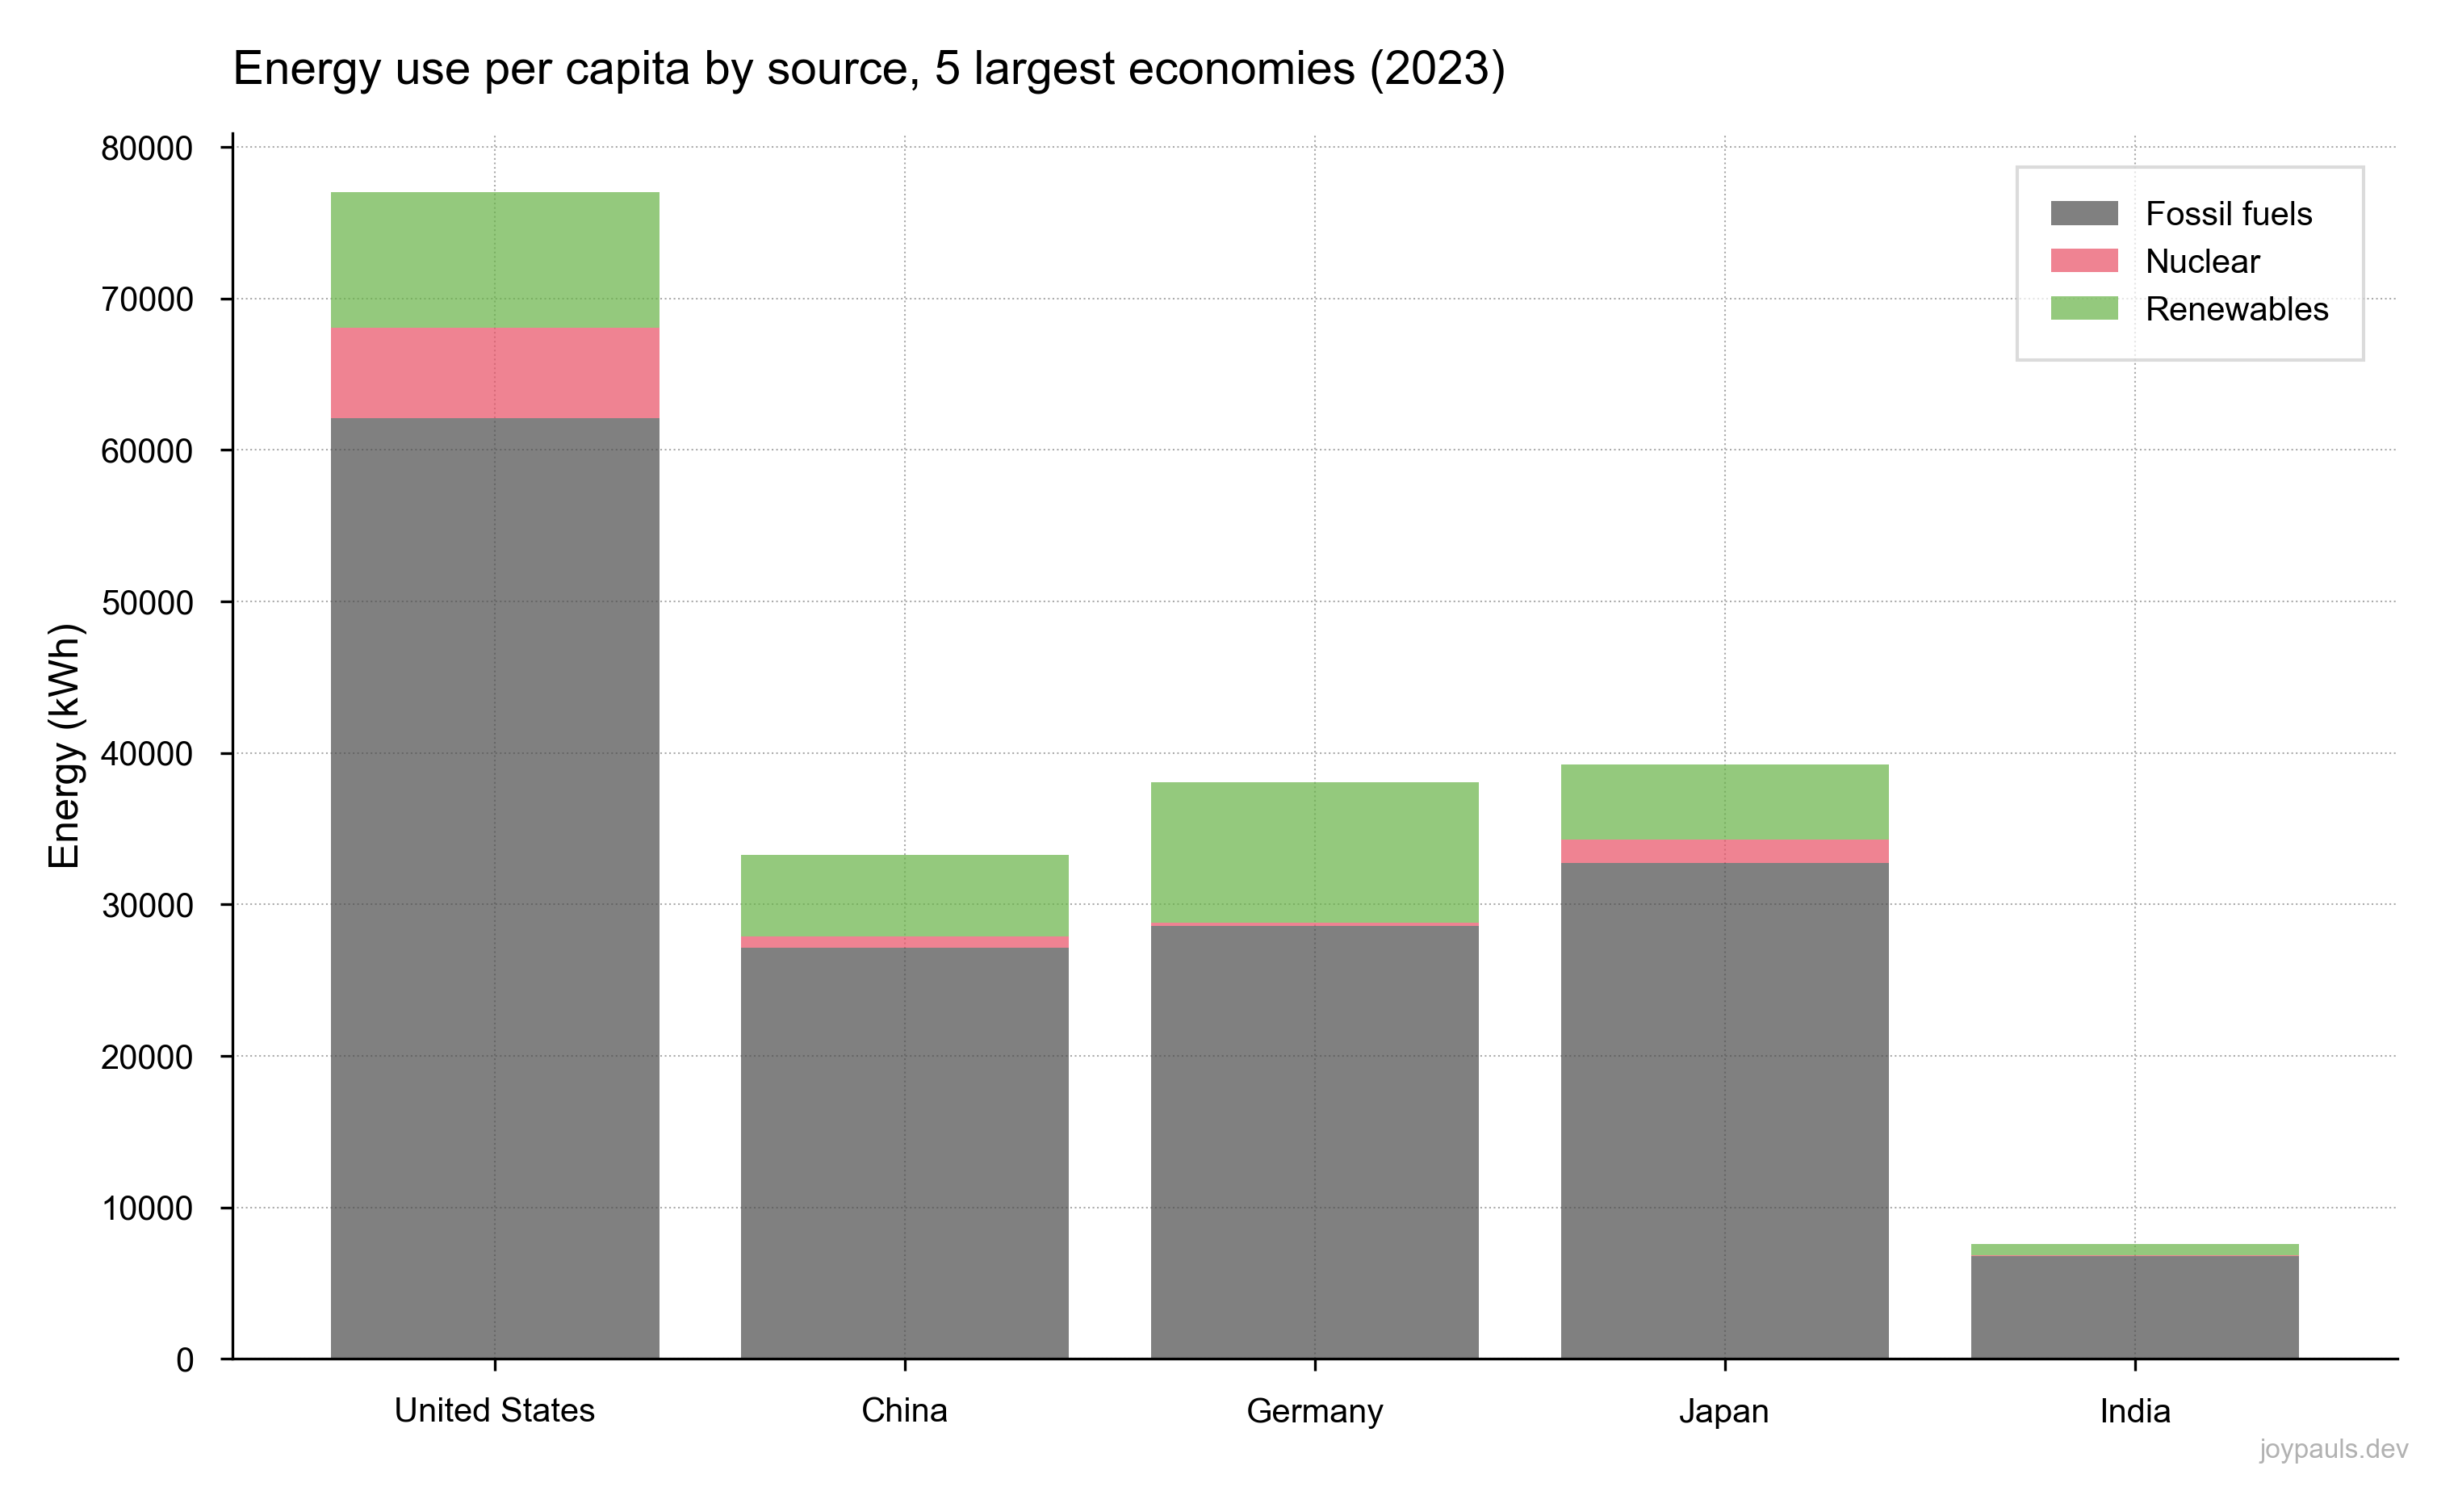 Energy use per capita by source, 5 largest economies (2023)
80000
70000
60000
50000
40000
30000
20000
10000
0
Energy (kWh)
Fossil fuels
Nuclear
Renewables
United States
China
Germany
Japan
India
joypauls.dev